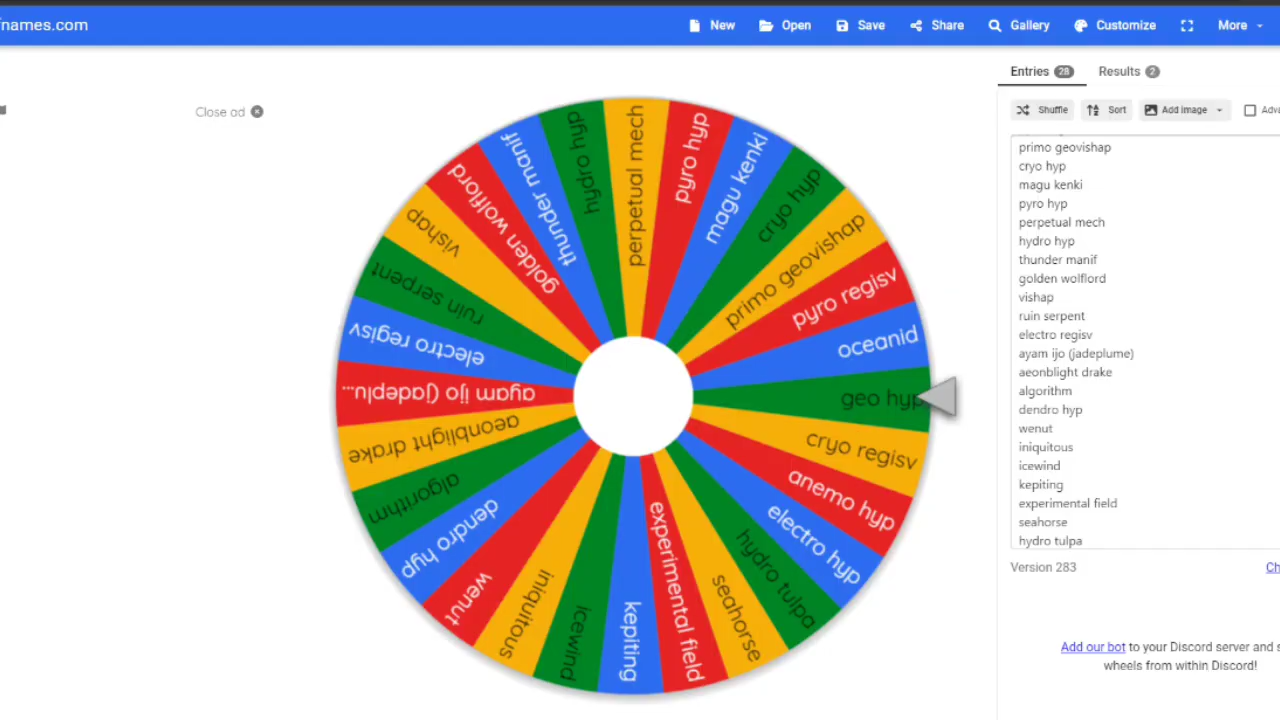 fnames.com
New
Open
Save
Share
Gallery
Customize
More
Close ad
Entries 28
Results 2
Shuffle
Sort
Add image
primo geovishap
cryo hyp
magu kenki
pyro hyp
perpetual mech
hydro hyp
thunder manif
golden wolflord
vishap
ruin serpent
electro regisv
ayam ijo (jadeplume)
aeonblight drake
algorithm
dendro hyp
wenut
iniquitous
icewind
kepiting
experimental field
seahorse
hydro tulpa
Version 283
Add our bot to your Discord server and
wheels from within Discord!
perpetual mech
pyro hyp
magu kenki
cryo hyp
primo geovishap
pyro regisv
oceanid
geo hyp
cryo regisv
anemo hyp
electro hyp
hydro tulpa
seahorse
experimental field
kepiting
icewind
iniquitous
wenut
dendro hyp
algorithm
aeonblight drake
ayam ijo (jadeplu...
electro regisv
ruin serpent
vishap
golden wolflord
thunder manif
hydro hyp